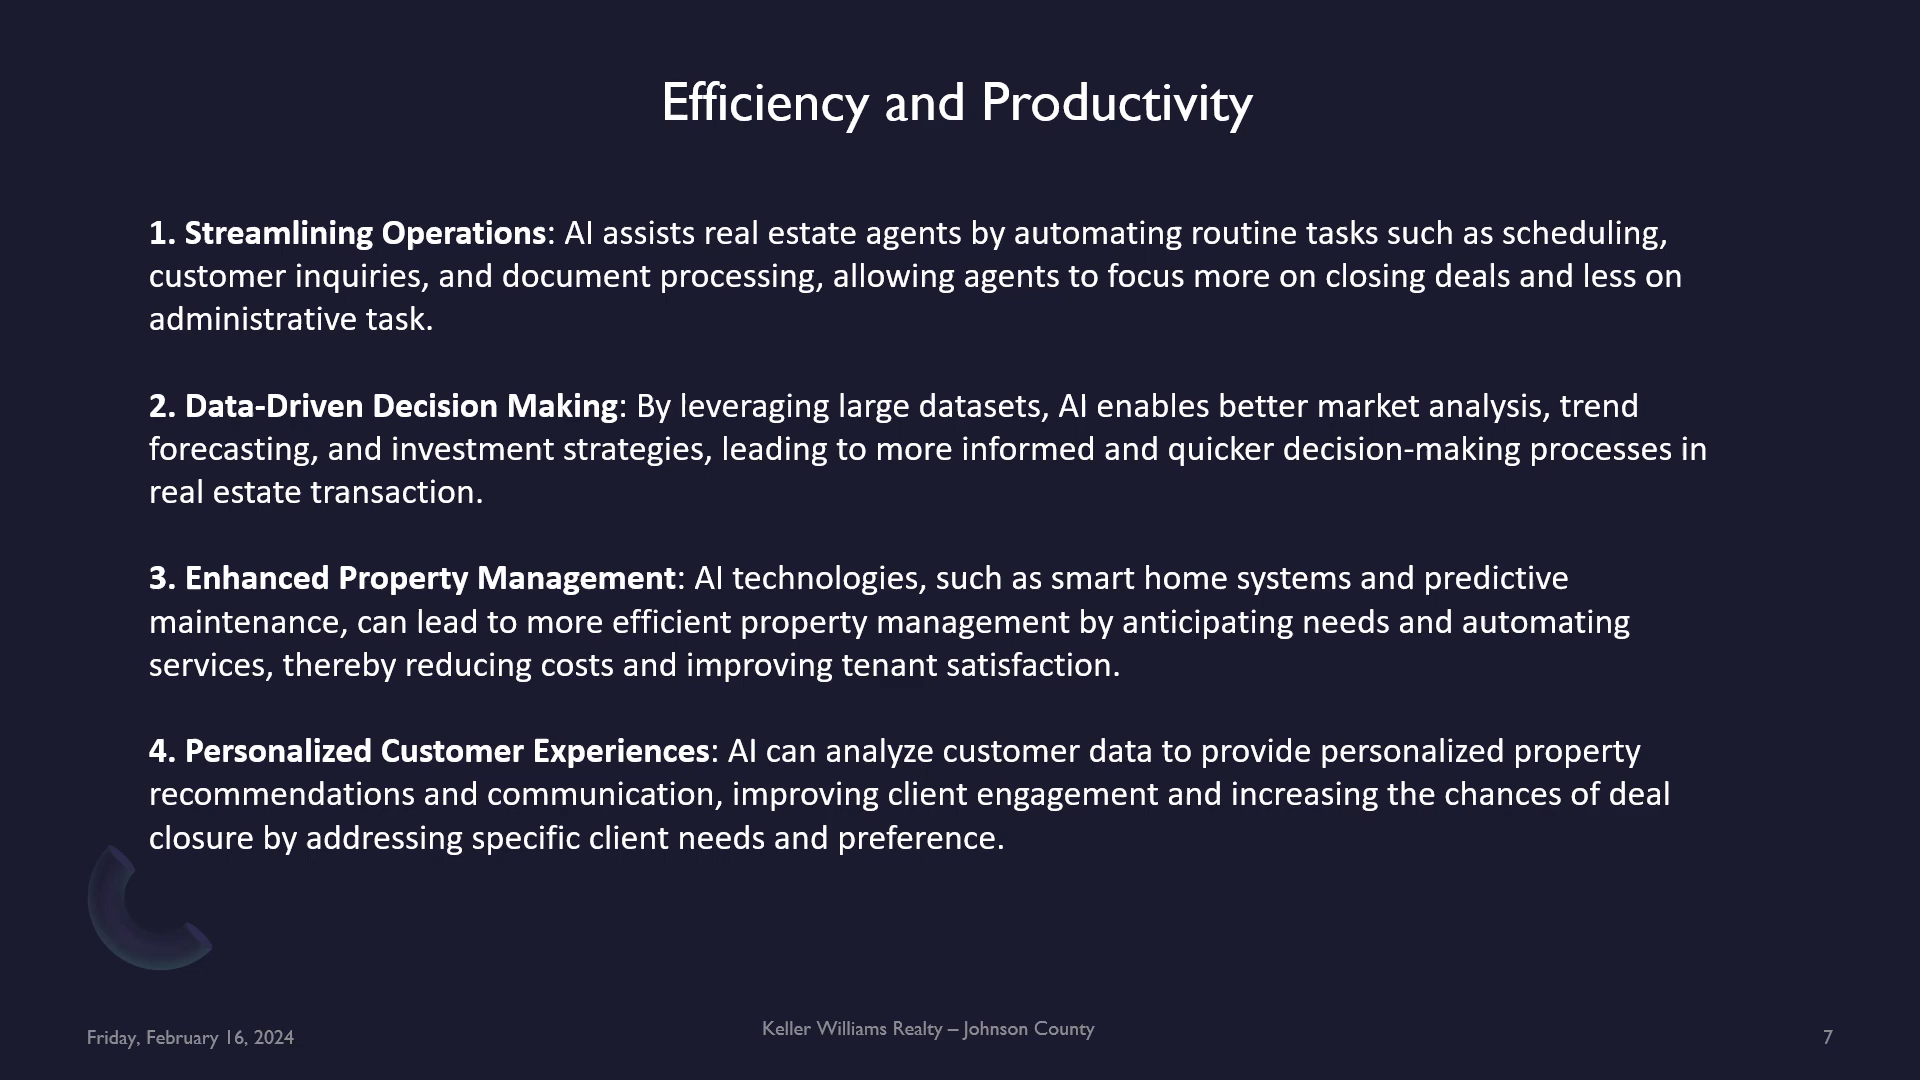 Efficiency and Productivity
1. Streamlining Operations: AI assists real estate agents by automating routine tasks such as scheduling,
customer inquiries, and document processing, allowing agents to focus more on closing deals and less on
administrative task.
2. Data-Driven Decision Making: By leveraging large datasets, AI enables better market analysis, trend
forecasting, and investment strategies, leading to more informed and quicker decision-making processes in
real estate transaction.
3. Enhanced Property Management: AI technologies, such as smart home systems and predictive
maintenance, can lead to more efficient property management by anticipating needs and automating
services, thereby reducing costs and improving tenant satisfaction.
4. Personalized Customer Experiences: AI can analyze customer data to provide personalized property
recommendations and communication, improving client engagement and increasing the chances of deal
closure by addressing specific client needs and preference.
Friday, February 16, 2024
Keller Williams Realty – Johnson County
7